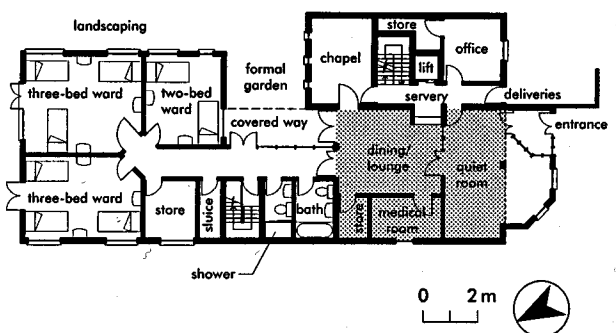 landscaping
store
chapel
office
lift
formal
garden
three-bed ward
two-bed
ward
servery
deliveries
covered way
entrance
dining/
lounge
quiet
room
three-bed ward
store
sluice
bath
store
medical
room
shower
0 2m